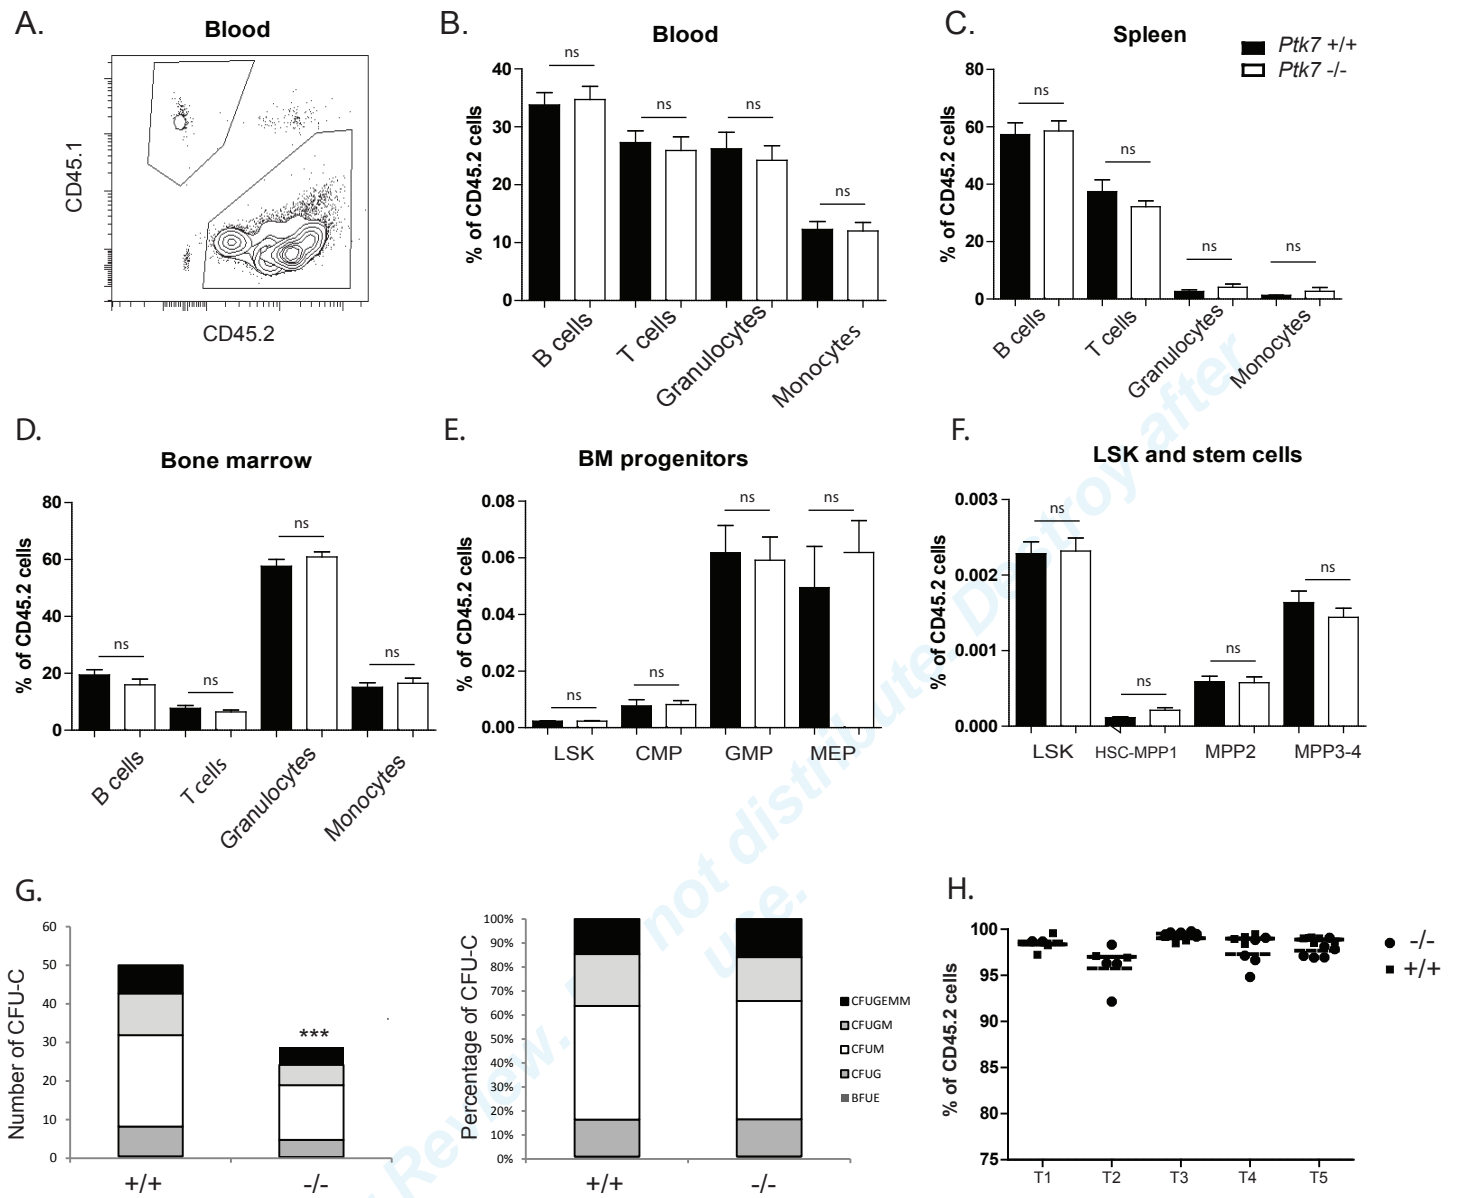 A.
Blood
CD45.1
CD45.2
B.
Blood
% of CD45.2 cells
40
30
20
10
0
ns
ns
ns
ns
B cells
T cells
Granulocytes
Monocytes
C.
Spleen
Ptk7 +/+
Ptk7 -/-
% of CD45.2 cells
80
60
40
20
0
ns
ns
ns
ns
B cells
T cells
Granulocytes
Monocytes
D.
Bone marrow
% of CD45.2 cells
80
60
40
20
0
ns
ns
ns
ns
B cells
T cells
Granulocytes
Monocytes
E.
BM progenitors
% of CD45.2 cells
0.08
0.06
0.04
0.02
0.00
ns
ns
ns
ns
LSK
CMP
GMP
MEP
F.
LSK and stem cells
% of CD45.2 cells
0.003
0.002
0.001
0.000
ns
ns
ns
ns
LSK
HSC-MPP1
MPP2
MPP3-4
G.
Number of CFU-C
60
50
40
30
20
10
0
***
+/+
-/-
Percentage of CFU-C
100%
90%
80%
70%
60%
50%
40%
30%
20%
10%
0%
+/+
-/-
CFUGEMM
CFUGM
CFUM
CFUG
BFUE
H.
% of CD45.2 cells
100
95
90
85
80
75
T1
T2
T3
T4
T5
-/-
+/+
Review.
not distribute. Destroy after
use.